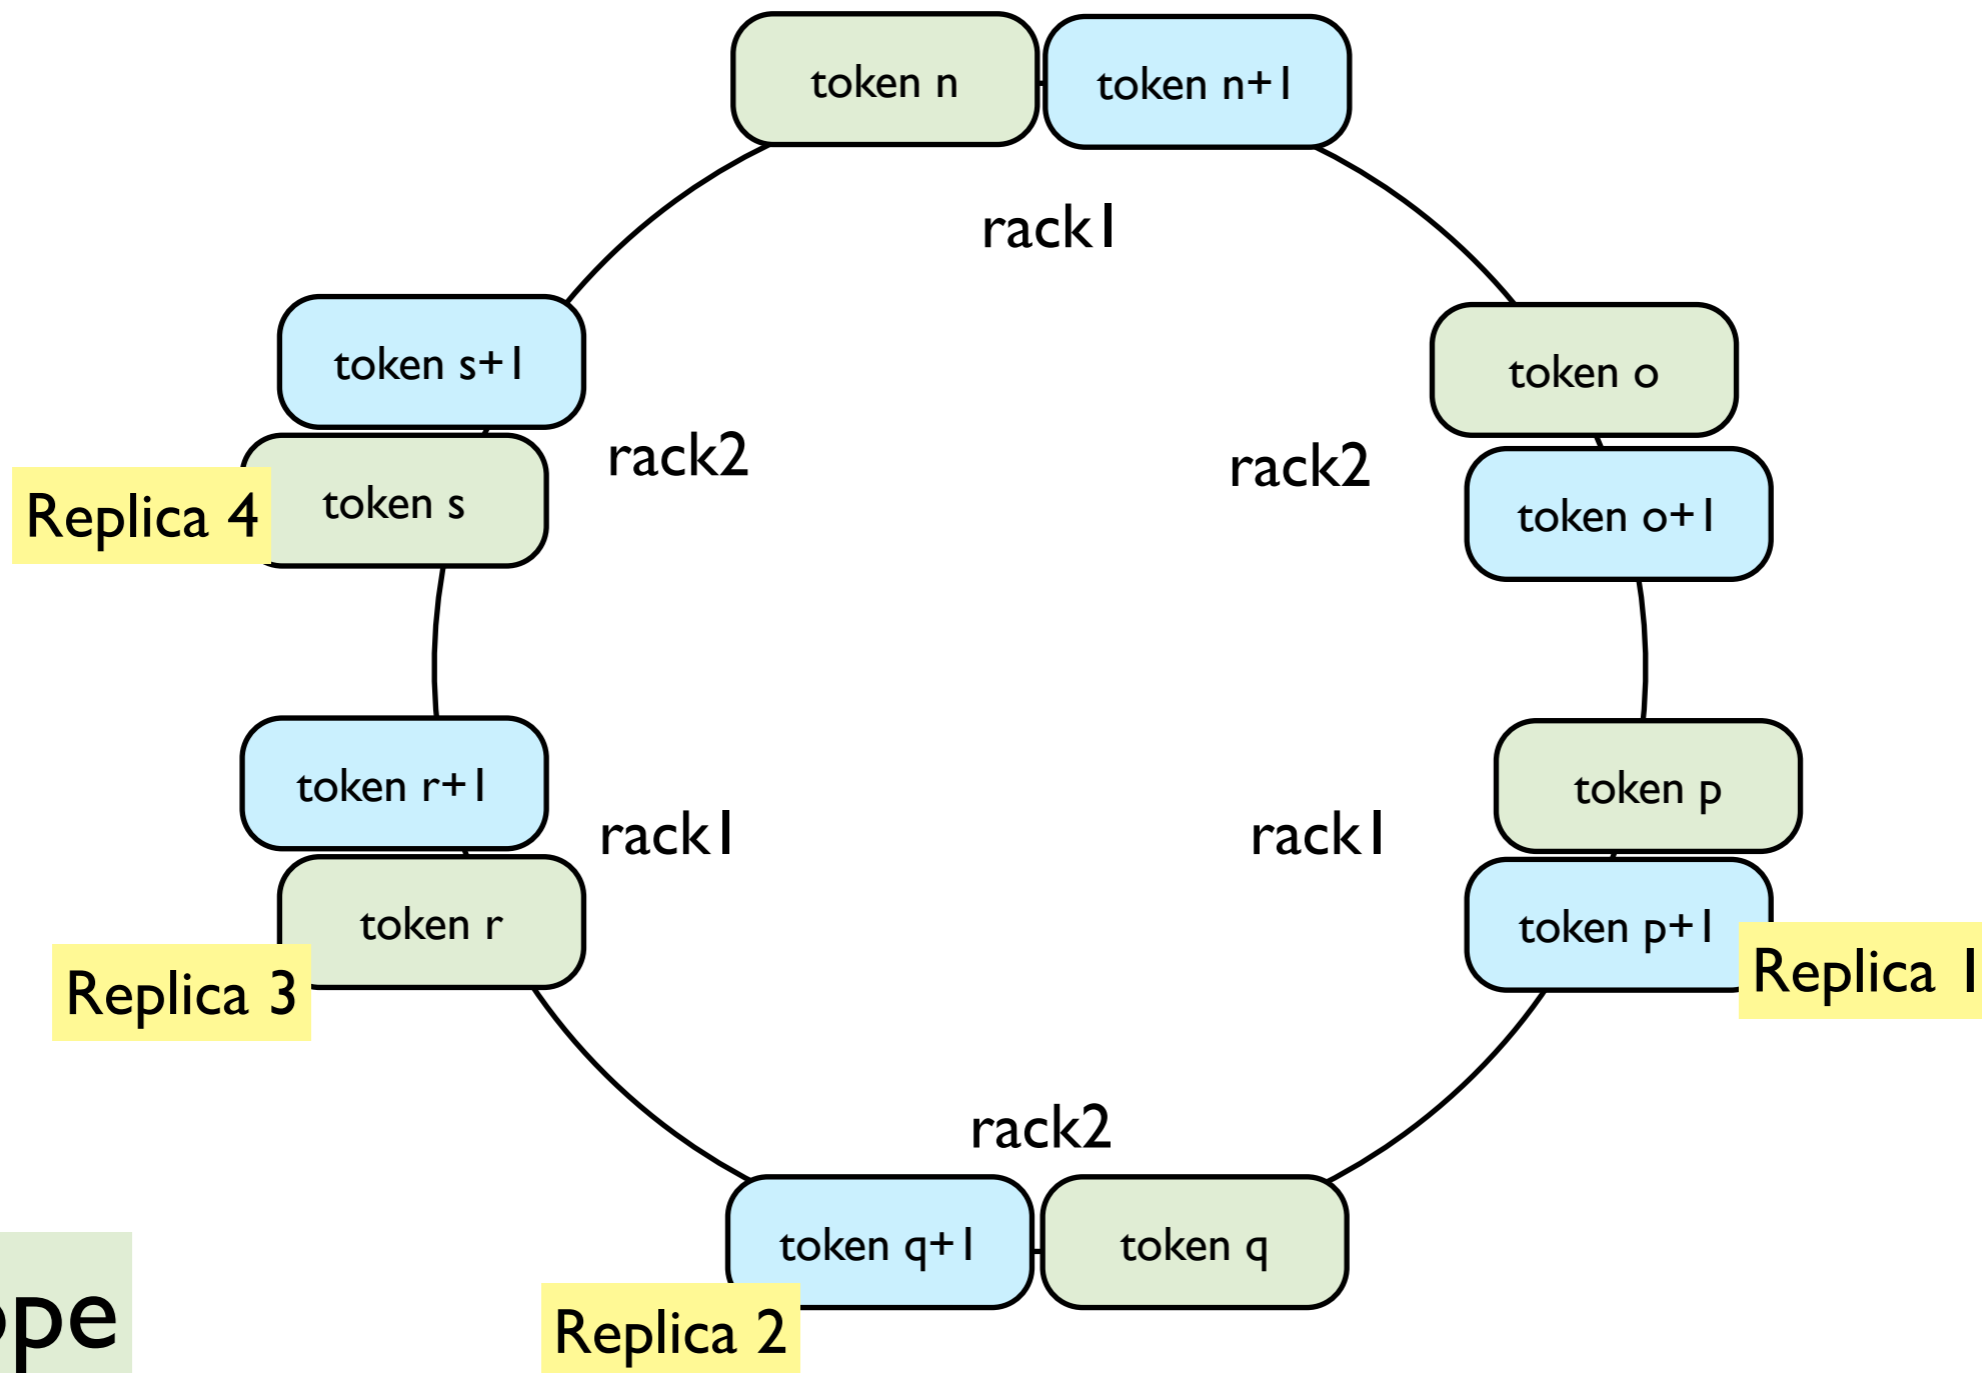 token n
token n+1
rack1
token s+1
token o
rack2
rack2
token s
Replica 4
token o+1
token r+1
token p
rack1
rack1
token r
token p+1
Replica 3
Replica 1
rack2
token q+1
token q
Replica 2
ope